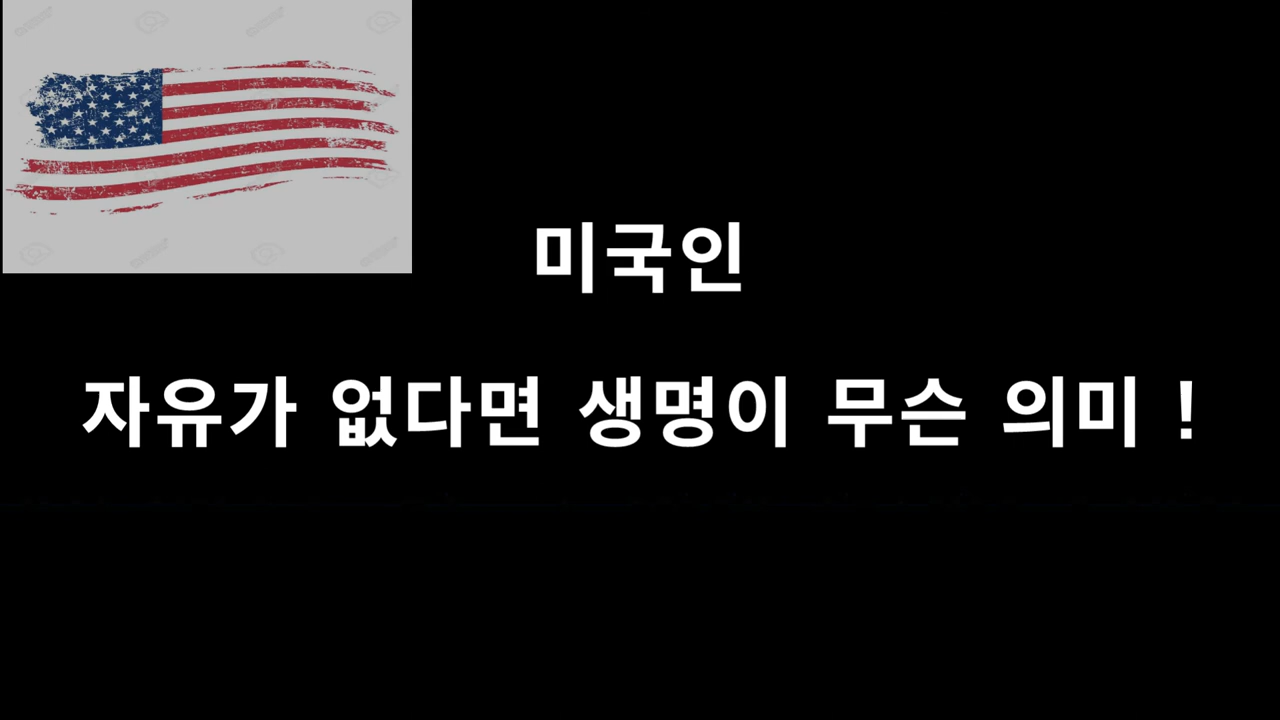 미국인
자유가 없다면 생명이 무슨 의미 !